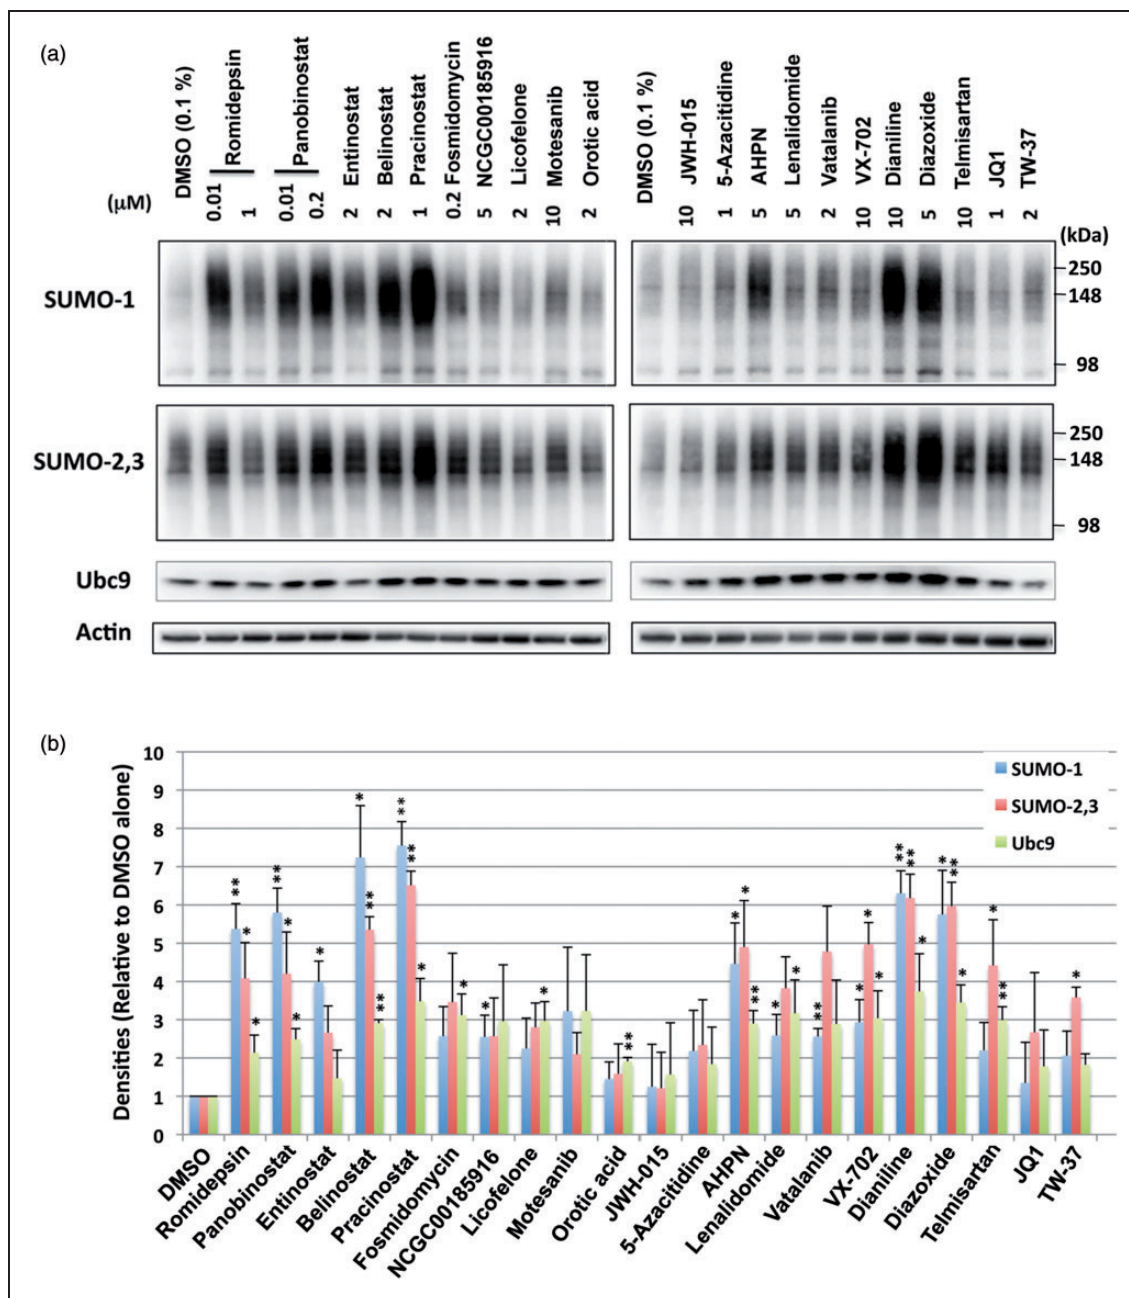 (a)
DMSO (0.1 %)
Romidepsin
Panobinostat
Entinostat
Belinostat
Pracinostat
Fosmidomycin
NCGC00185916
Licofelone
Motesanib
Orotic acid
DMSO (0.1 %)
JWH-015
5-Azacitidine
AHPN
Lenalidomide
Vatalanib
VX-702
Dianiline
Diazoxide
Telmisartan
JQ1
TW-37
(μM) 0.01 1 0.01 0.2 2 2 1 0.2 5 2 10 2 10 1 5 5 2 10 10 5 10 1 2
(kDa)
SUMO-1
250
148
98
SUMO-2,3
250
148
98
Ubc9
Actin
(b)
Densities (Relative to DMSO alone)
10
9
8
7
6
5
4
3
2
1
0
SUMO-1
SUMO-2,3
Ubc9
** * *
** * *
*
* ** **
** ** *
*
*
*
**
* * **
* *
**
* * *
** ** *
* ** *
* **
*
DMSO
Romidepsin
Panobinostat
Entinostat
Belinostat
Pracinostat
Fosmidomycin
NCGC00185916
Licofelone
Motesanib
Orotic acid
JWH-015
5-Azacitidine
AHPN
Lenalidomide
Vatalanib
VX-702
Dianiline
Diazoxide
Telmisartan
JQ1
TW-37